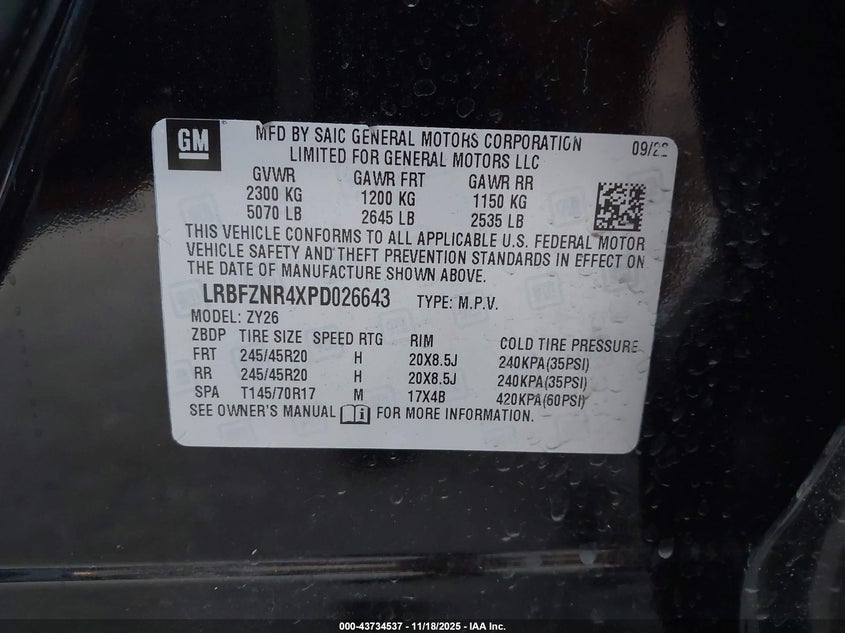 GM
MFD BY SAIC GENERAL MOTORS CORPORATION 09/22
LIMITED FOR GENERAL MOTORS LLC
GVWR GAWR FRT GAWR RR
2300 KG 1200 KG 1150 KG
5070 LB 2645 LB 2535 LB
THIS VEHICLE CONFORMS TO ALL APPLICABLE U.S. FEDERAL MOTOR
VEHICLE SAFETY AND THEFT PREVENTION STANDARDS IN EFFECT ON
THE DATE OF MANUFACTURE SHOWN ABOVE.
LRBFZNR4XPD026643 TYPE: M.P.V.
MODEL: ZY26
ZBDP TIRE SIZE SPEED RTG RIM COLD TIRE PRESSURE
FRT 245/45R20 H 20X8.5J 240KPA(35PSI)
RR 245/45R20 H 20X8.5J 240KPA(35PSI)
SPA T145/70R17 M 17X4B 420KPA(60PSI)
SEE OWNER'S MANUAL FOR MORE INFORMATION.
000-43734537 — 11/18/2025 — IAA Inc.